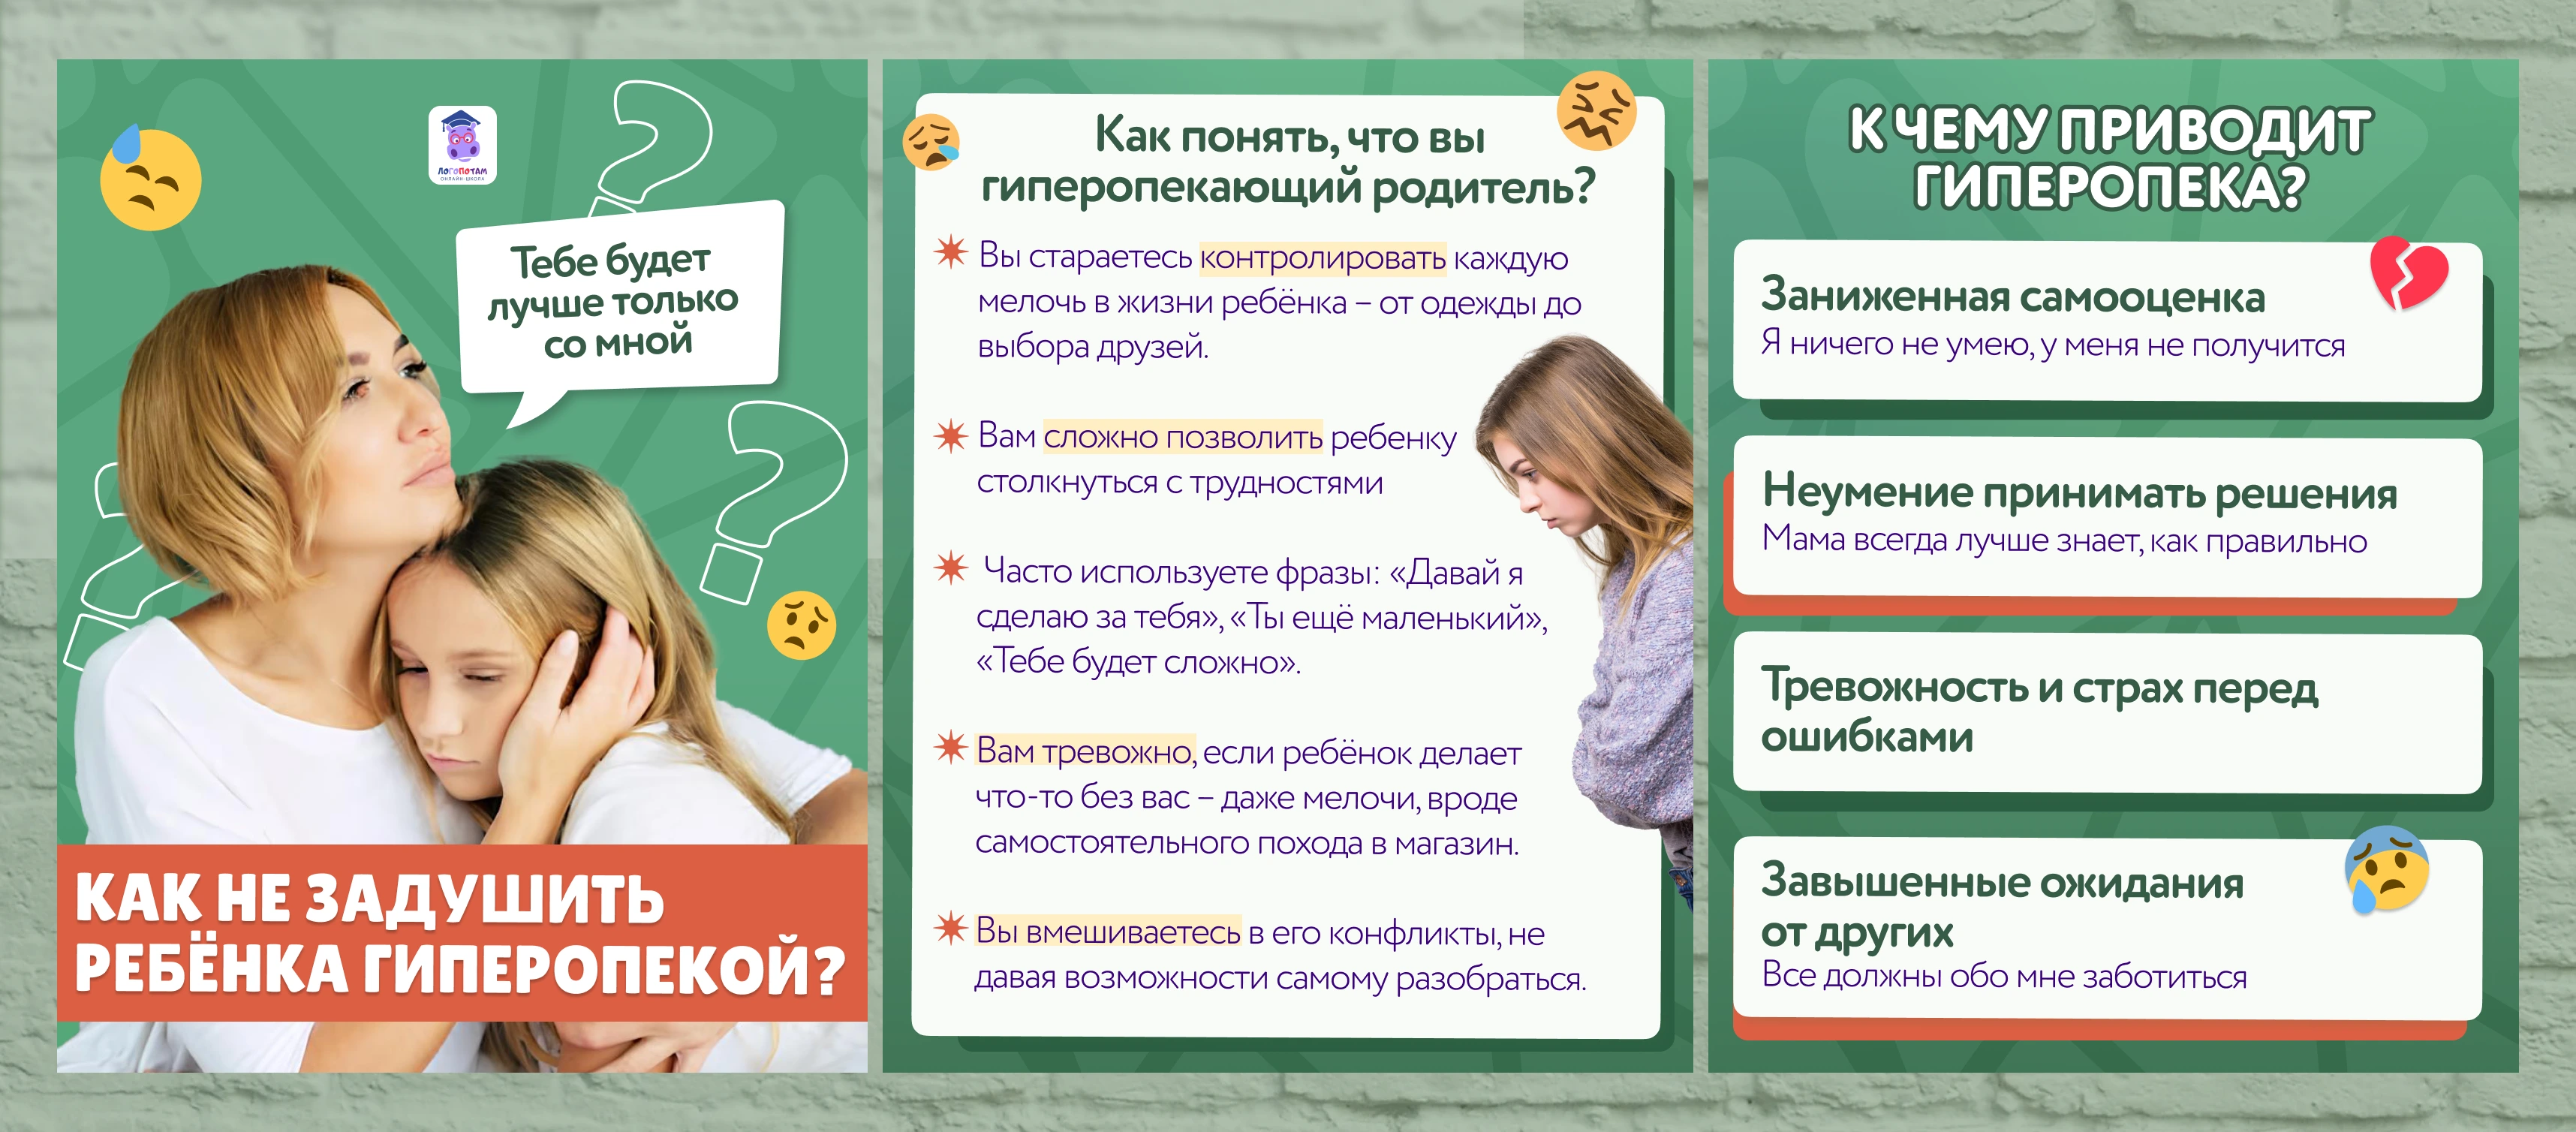 ЛОГОПОТАМ
ОНЛАЙН-ШКОЛА
Тебе будет
лучше только
со мной
КАК НЕ ЗАДУШИТЬ
РЕБЁНКА ГИПЕРОПЕКОЙ?
Как понять, что вы
гиперопекающий родитель?
Вы стараетесь контролировать каждую
мелочь в жизни ребёнка – от одежды до
выбора друзей.
Вам сложно позволить ребенку
столкнуться с трудностями
Часто используете фразы: «Давай я
сделаю за тебя», «Ты ещё маленький»,
«Тебе будет сложно».
Вам тревожно, если ребёнок делает
что-то без вас – даже мелочи, вроде
самостоятельного похода в магазин.
Вы вмешиваетесь в его конфликты, не
давая возможности самому разобраться.
К ЧЕМУ ПРИВОДИТ
ГИПЕРОПЕКА?
Заниженная самооценка
Я ничего не умею, у меня не получится
Неумение принимать решения
Мама всегда лучше знает, как правильно
Тревожность и страх перед
ошибками
Завышенные ожидания
от других
Все должны обо мне заботиться